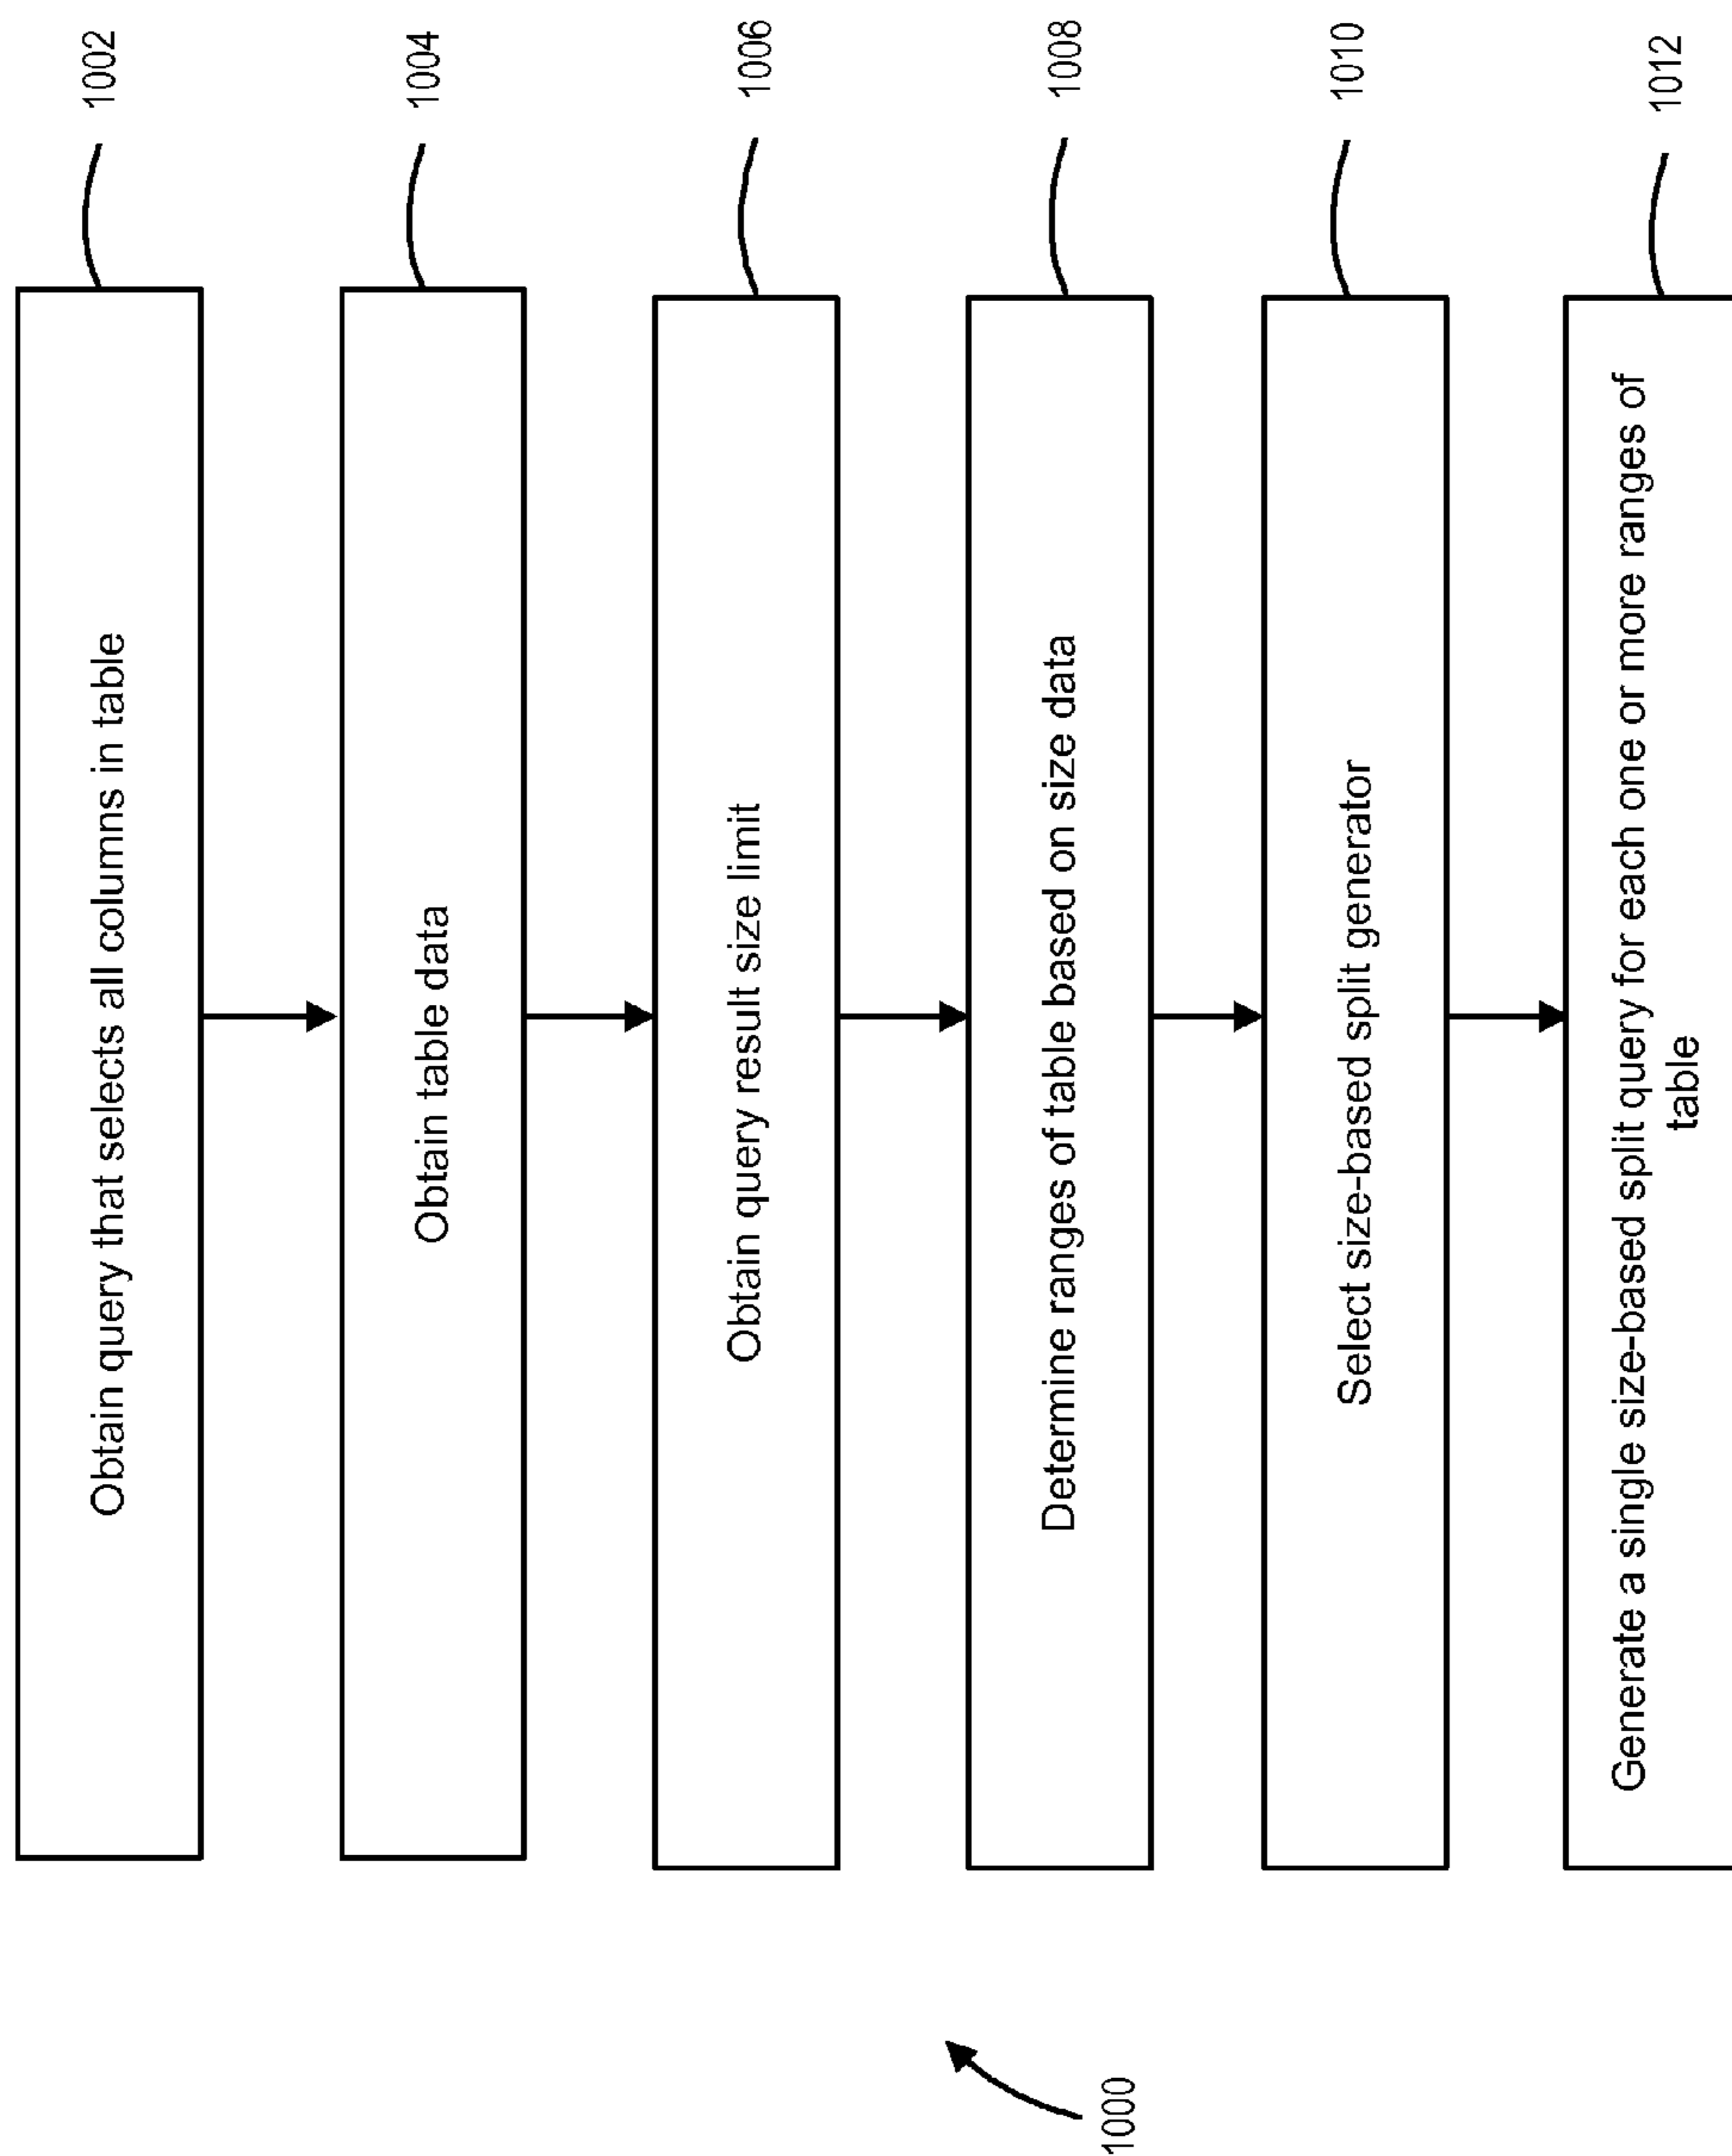 1000
Obtain query that selects all columns in table
1002
Obtain table data
1004
Obtain query result size limit
1006
Determine ranges of table based on size data
1008
Select size-based split generator
1010
Generate a single size-based split query for each one or more ranges of
table
1012